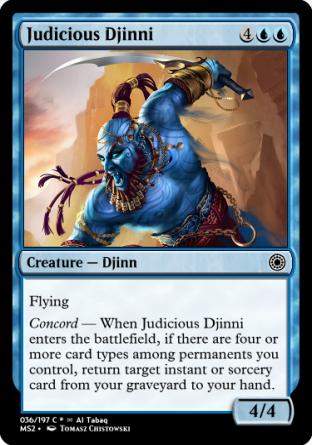 Judicious Djinni 4
Creature — Djinn
Flying
Concord — When Judicious Djinni
enters the battlefield, if there are four or
more card types among permanents you
control, return target instant or sorcery
card from your graveyard to your hand.
4/4
036/197 C * = Al Tabaq
MS2 • Tomasz Chistowski